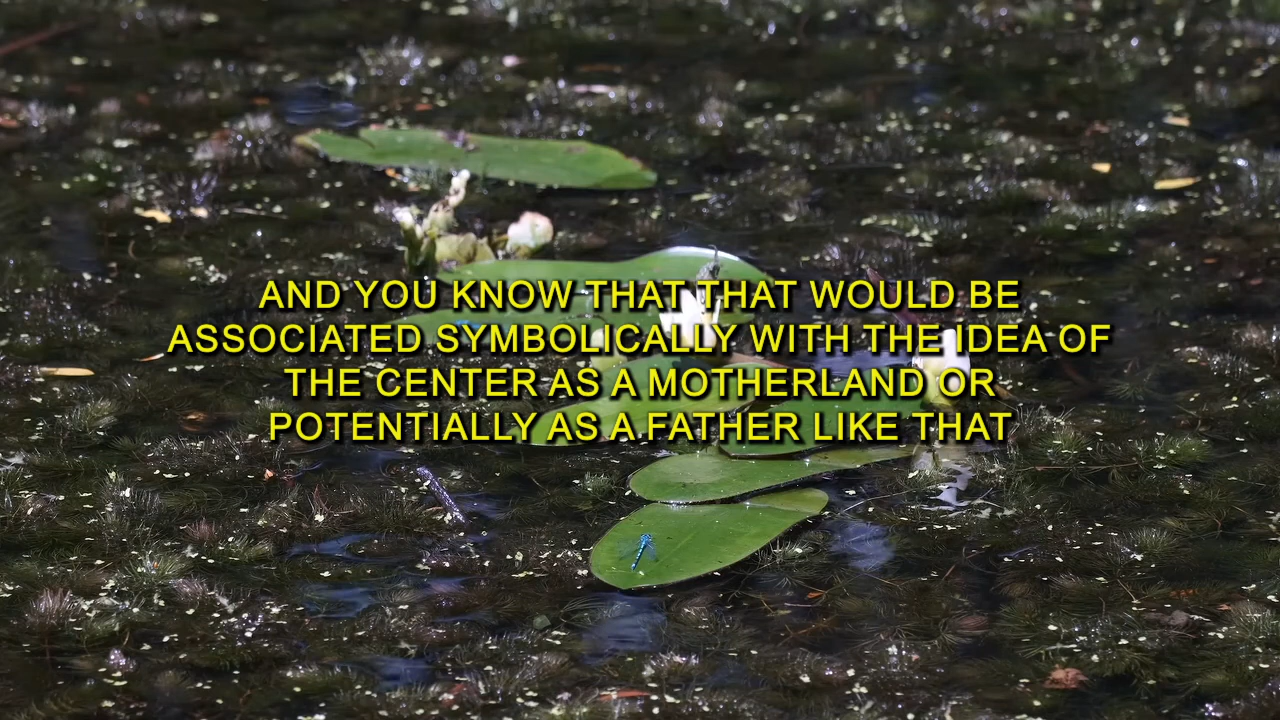 AND YOU KNOW THAT THAT WOULD BE
ASSOCIATED SYMBOLICALLY WITH THE IDEA OF
THE CENTER AS A MOTHERLAND OR
POTENTIALLY AS A FATHER LIKE THAT